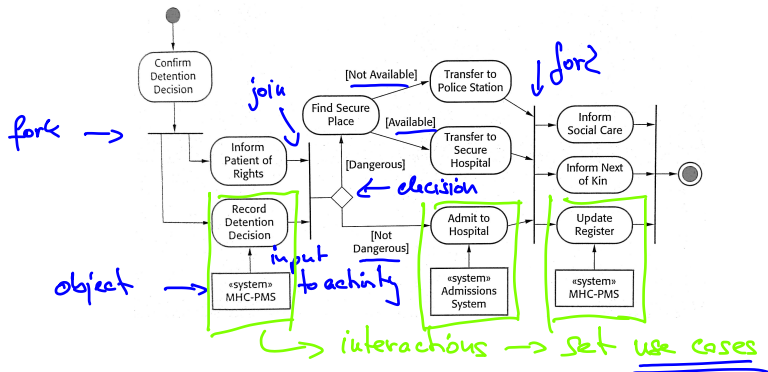 Confirm
Detention
Decision
fork
Inform
Patient of
Rights
join
Record
Detention
Decision
object
«system»
MHC-PMS
input
to activity
Find Secure
Place
[Not Available]
[Available]
[Dangerous]
decision
[Not
Dangerous]
Transfer to
Police Station
Transfer to
Secure
Hospital
Admit to
Hospital
«system»
Admissions
System
fork
Inform
Social Care
Inform Next
of Kin
Update
Register
«system»
MHC-PMS
interactions → set use cases